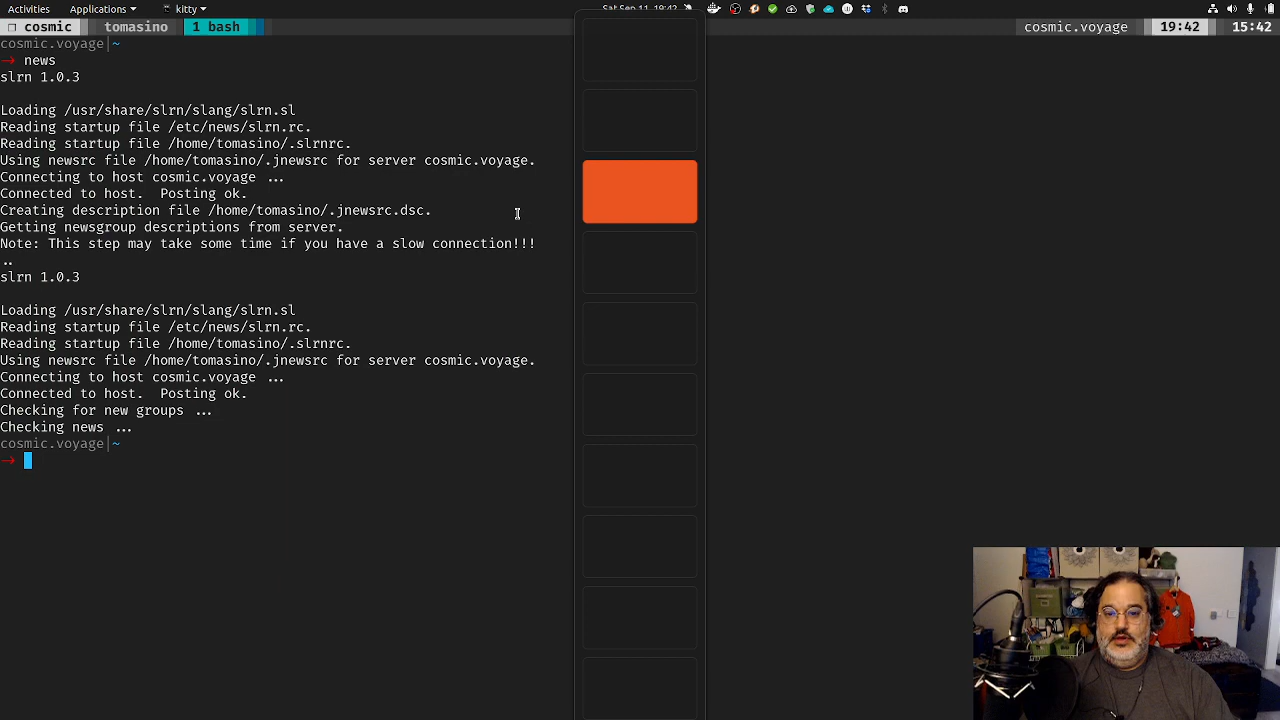 Activities Applications kitty Sat Sep 11 19:42
cosmic tomasino 1 bash cosmic.voyage 19:42 15:42
cosmic.voyage|~
→ news
slrn 1.0.3
Loading /usr/share/slrn/slang/slrn.sl
Reading startup file /etc/news/slrn.rc.
Reading startup file /home/tomasino/.slrnrc.
Using newsrc file /home/tomasino/.jnewsrc for server cosmic.voyage.
Connecting to host cosmic.voyage ...
Connected to host.  Posting ok.
Creating description file /home/tomasino/.jnewsrc.dsc.
Getting newsgroup descriptions from server.
Note: This step may take some time if you have a slow connection!!!
..
slrn 1.0.3
Loading /usr/share/slrn/slang/slrn.sl
Reading startup file /etc/news/slrn.rc.
Reading startup file /home/tomasino/.slrnrc.
Using newsrc file /home/tomasino/.jnewsrc for server cosmic.voyage.
Connecting to host cosmic.voyage ...
Connected to host.  Posting ok.
Checking for new groups ...
Checking news ...
cosmic.voyage|~
→